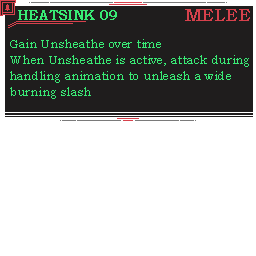 HEATSINK 09 MELEE
Gain Unsheathe over time
When Unsheathe is active, attack during
handling animation to unleash a wide
burning slash